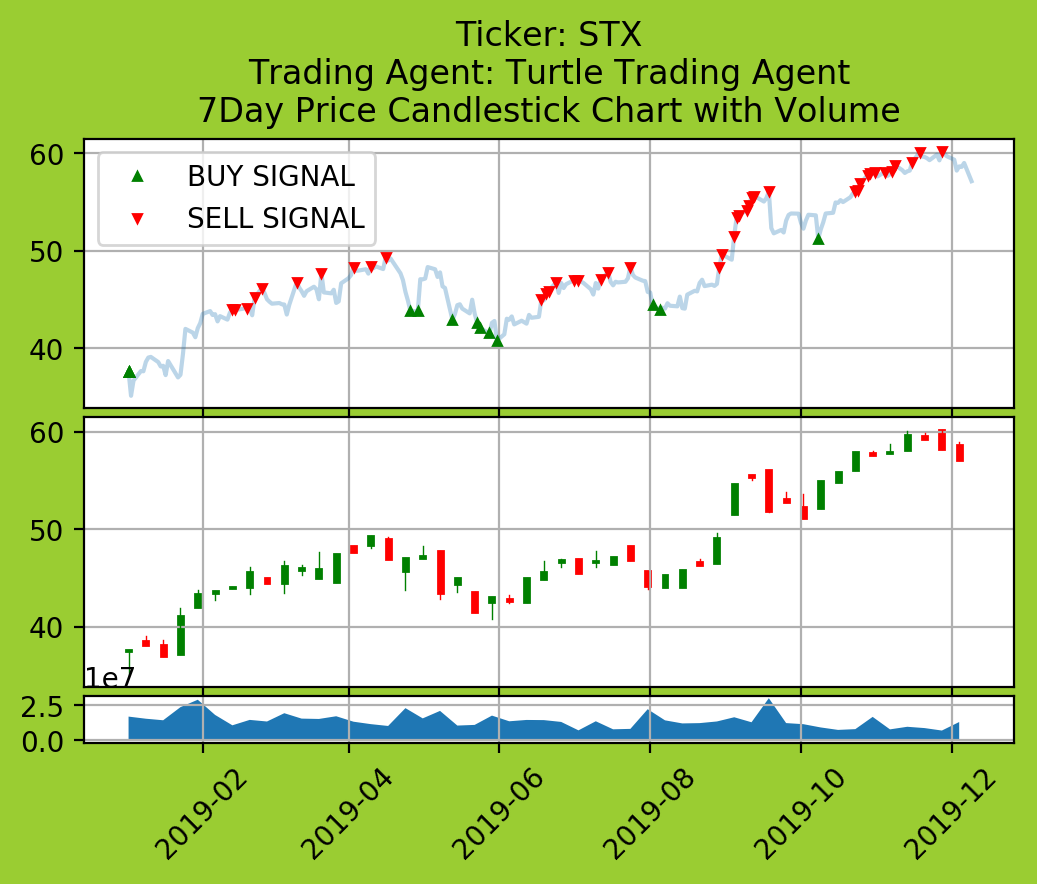 Ticker: STX
Trading Agent: Turtle Trading Agent
7Day Price Candlestick Chart with Volume
60
BUY SIGNAL
SELL SIGNAL
50
40
60
50
40
1e7
2.5
0.0
2019-02
2019-04
2019-06
2019-08
2019-10
2019-12